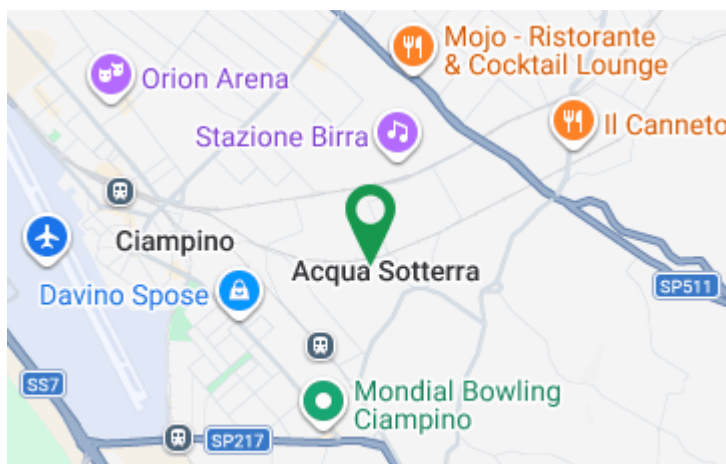 Mojo - Ristorante
& Cocktail Lounge
Orion Arena
Stazione Birra
Il Canneto
Ciampino
Acqua Sotterra
Davino Spose
SP511
SS7
Mondial Bowling
Ciampino
SP217